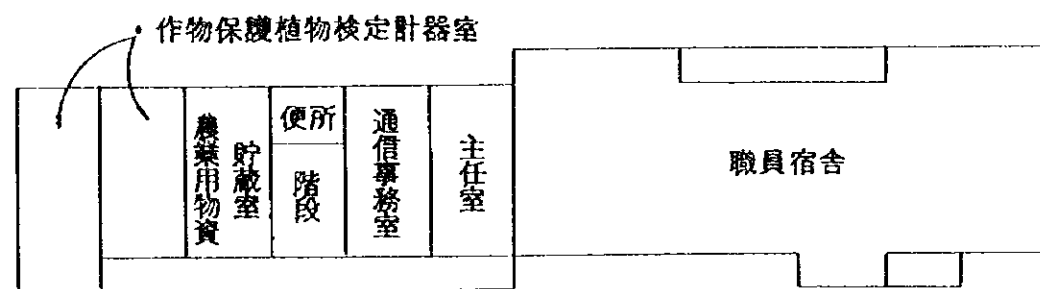 作物保護植物検定計器室
農業用物資
貯蔵室
便所
階段
通信事務室
主任室
職員宿舎